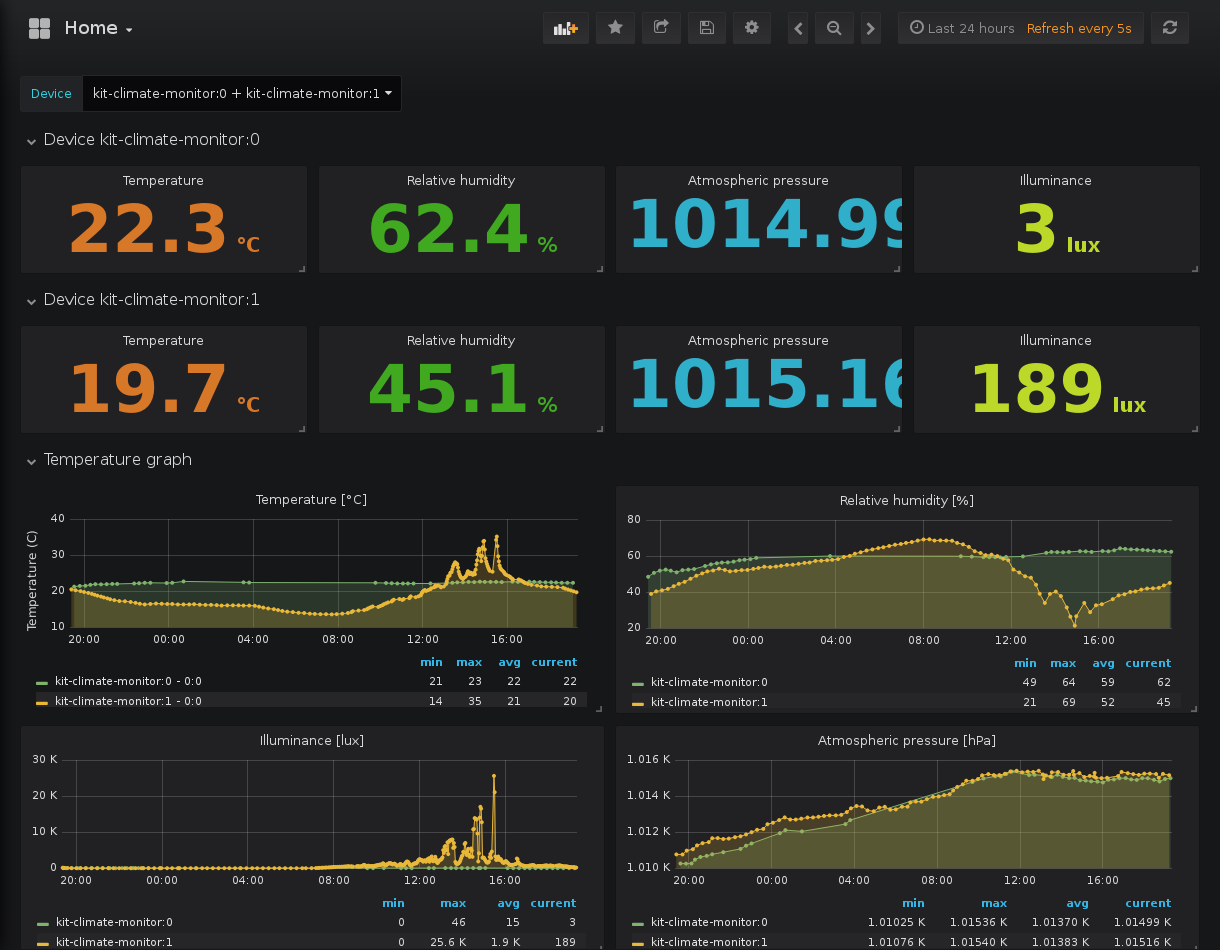 Home
Last 24 hours Refresh every 5s
Device kit-climate-monitor:0 + kit-climate-monitor:1
Device kit-climate-monitor:0
Temperature Relative humidity Atmospheric pressure Illuminance
22.3 °C 62.4 % 1014.99 3 lux
Device kit-climate-monitor:1
Temperature Relative humidity Atmospheric pressure Illuminance
19.7 °C 45.1 % 1015.16 189 lux
Temperature graph
Temperature [°C]
Temperature (C)
40
30
20
10
20:00 00:00 04:00 08:00 12:00 16:00
min max avg current
kit-climate-monitor:0 - 0:0 21 23 22 22
kit-climate-monitor:1 - 0:0 14 35 21 20
Relative humidity [%]
80
60
40
20
20:00 00:00 04:00 08:00 12:00 16:00
min max avg current
kit-climate-monitor:0 49 64 59 62
kit-climate-monitor:1 21 69 52 45
Illuminance [lux]
30 K
20 K
10 K
0
20:00 00:00 04:00 08:00 12:00 16:00
min max avg current
kit-climate-monitor:0 0 46 15 3
kit-climate-monitor:1 0 25.6 K 1.9 K 189
Atmospheric pressure [hPa]
1.016 K
1.014 K
1.012 K
1.010 K
20:00 00:00 04:00 08:00 12:00 16:00
min max avg current
kit-climate-monitor:0 1.01025 K 1.01536 K 1.01370 K 1.01499 K
kit-climate-monitor:1 1.01076 K 1.01540 K 1.01383 K 1.01516 K